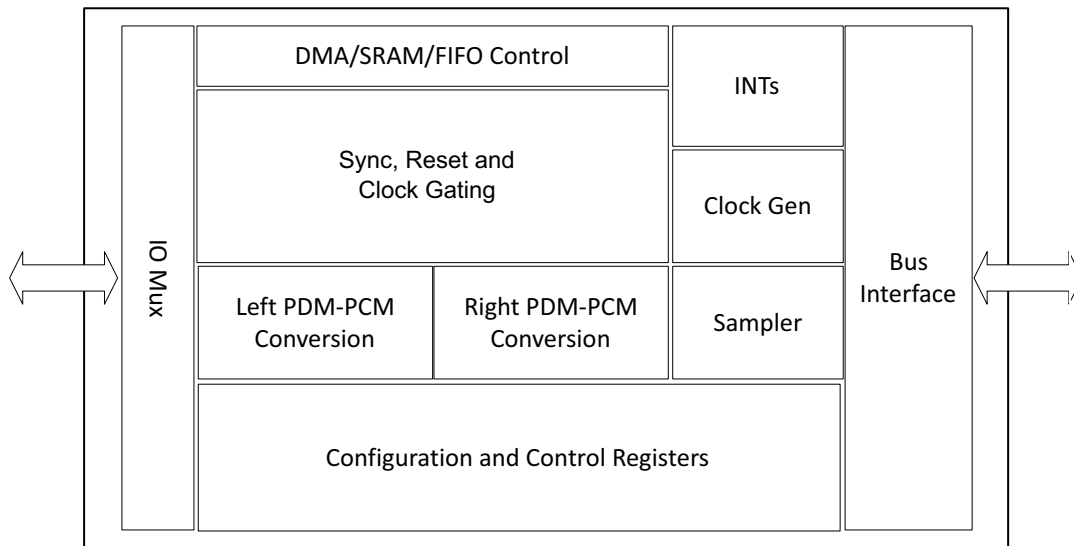 DMA/SRAM/FIFO Control
INTs
Sync, Reset and
Clock Gating
Clock Gen
IO Mux
Bus
Interface
Left PDM-PCM
Conversion
Right PDM-PCM
Conversion
Sampler
Configuration and Control Registers